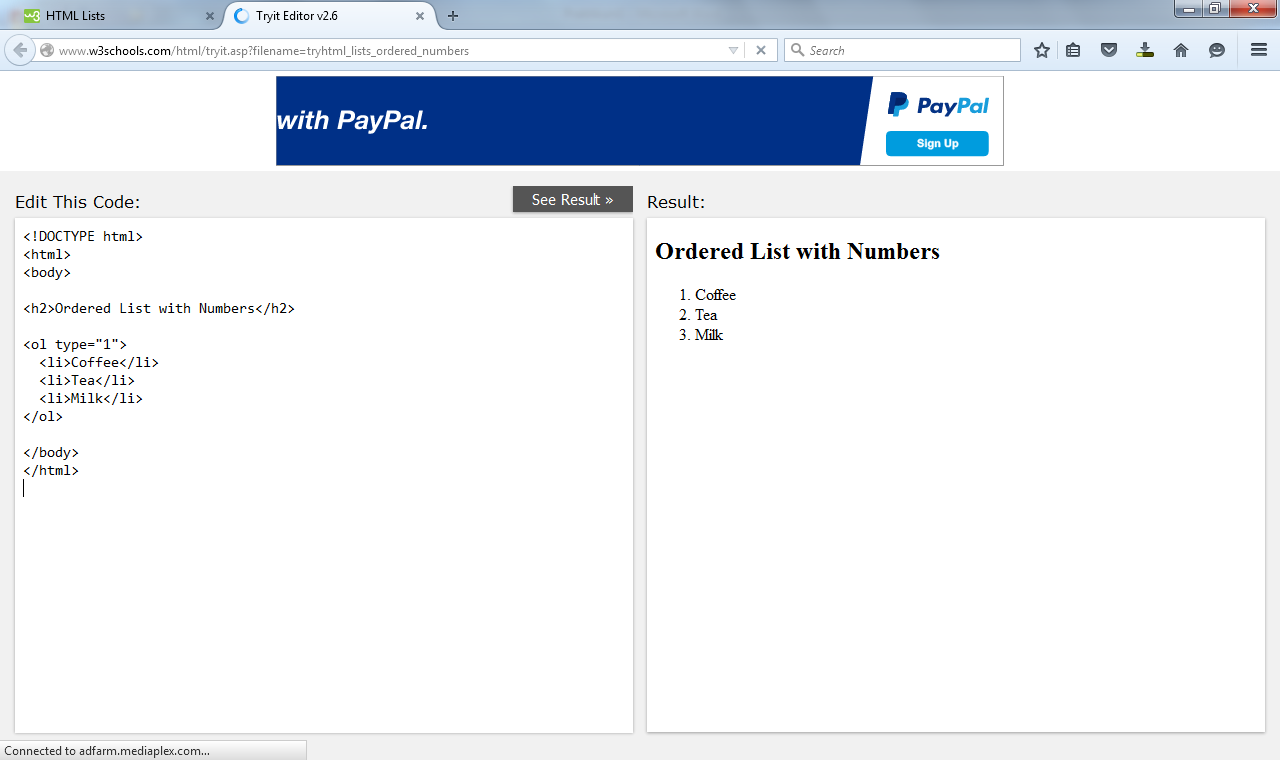 HTML Lists
Tryit Editor v2.6
www.w3schools.com/html/tryit.asp?filename=tryhtml_lists_ordered_numbers
Search
with PayPal.
PayPal
Sign Up
Edit This Code:
See Result »
<!DOCTYPE html>
<html>
<body>
<h2>Ordered List with Numbers</h2>
<ol type="1">
<li>Coffee</li>
<li>Tea</li>
<li>Milk</li>
</ol>
</body>
</html>
Result:
Ordered List with Numbers
1. Coffee
2. Tea
3. Milk
Connected to adfarm.mediaplex.com...